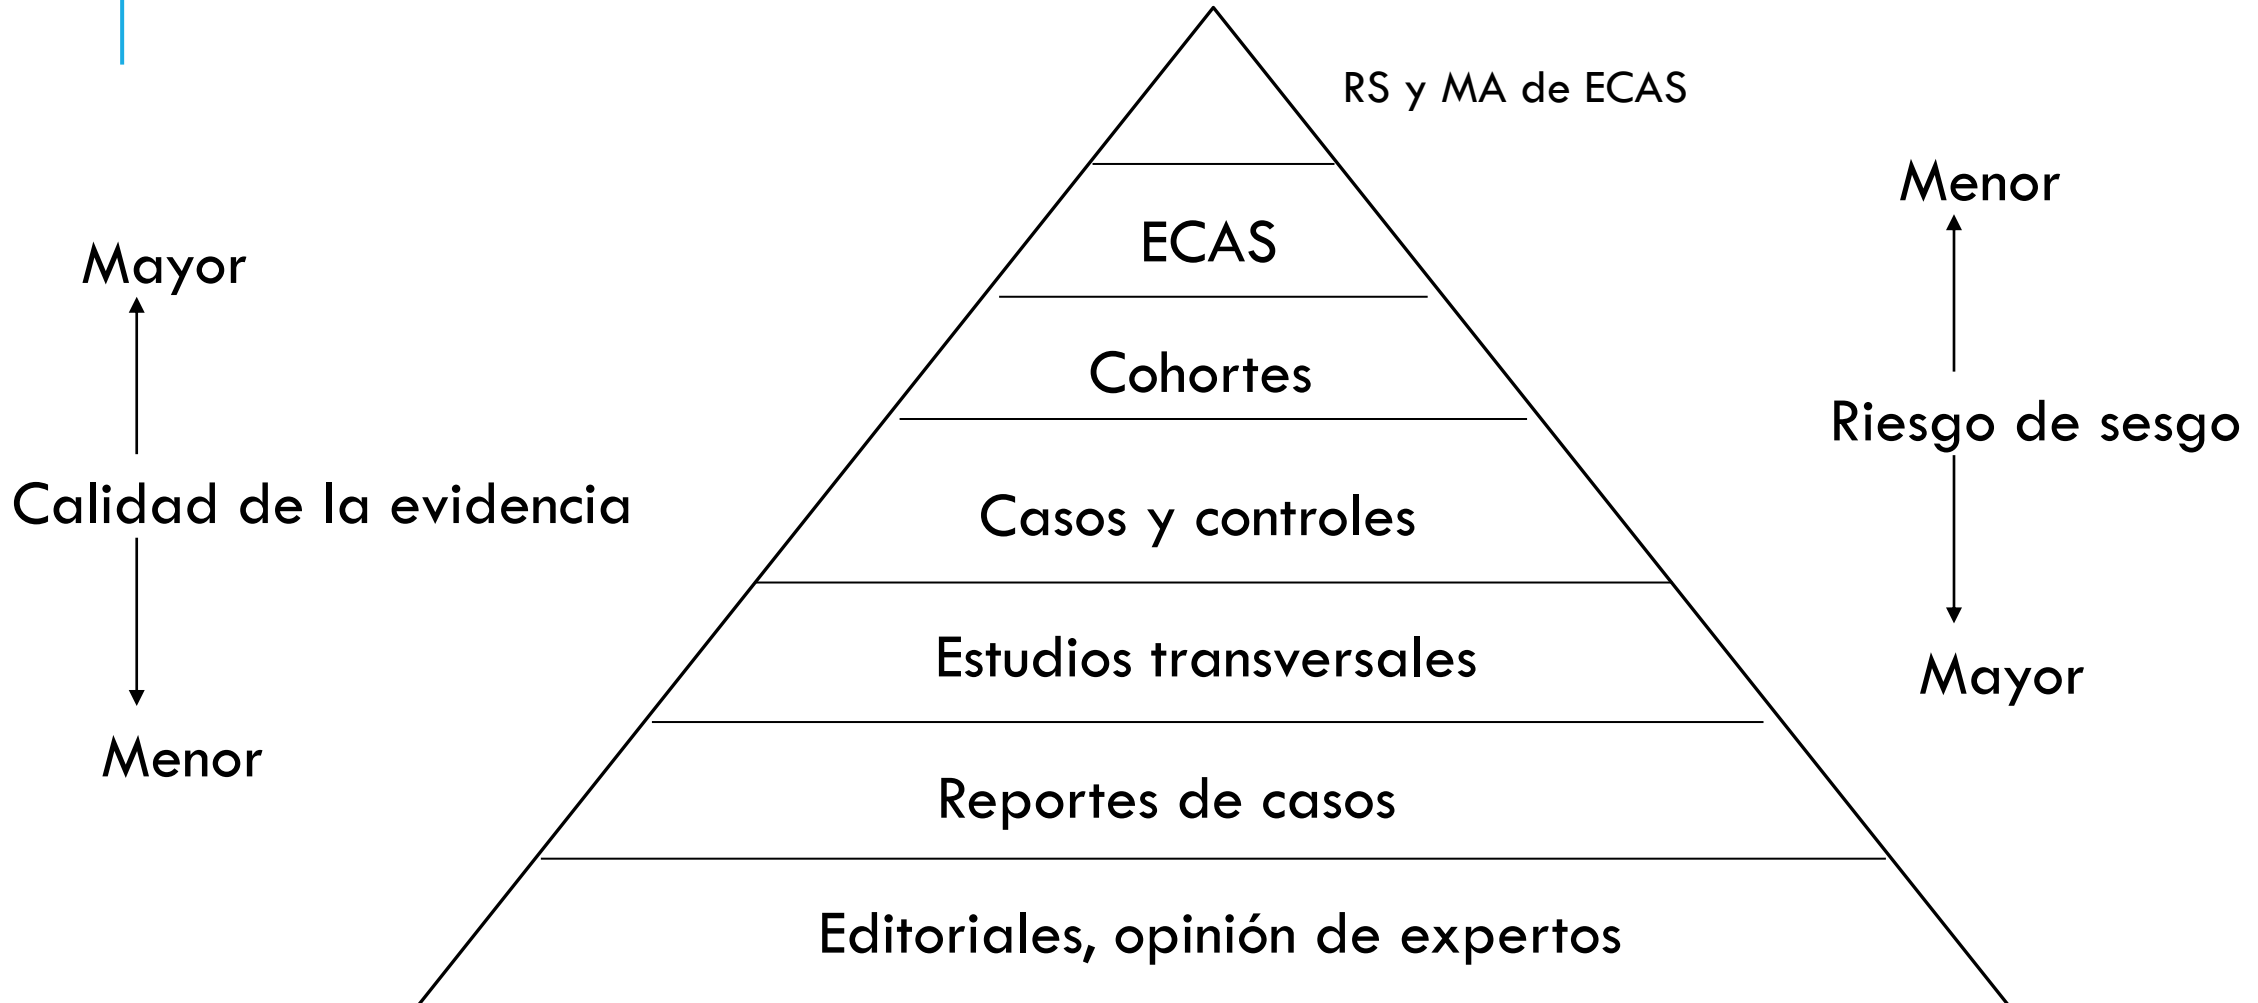 RS y MA de ECAS
Menor
ECAS
Mayor
Cohortes
Riesgo de sesgo
Calidad de la evidencia
Casos y controles
Estudios transversales
Mayor
Menor
Reportes de casos
Editoriales, opinión de expertos